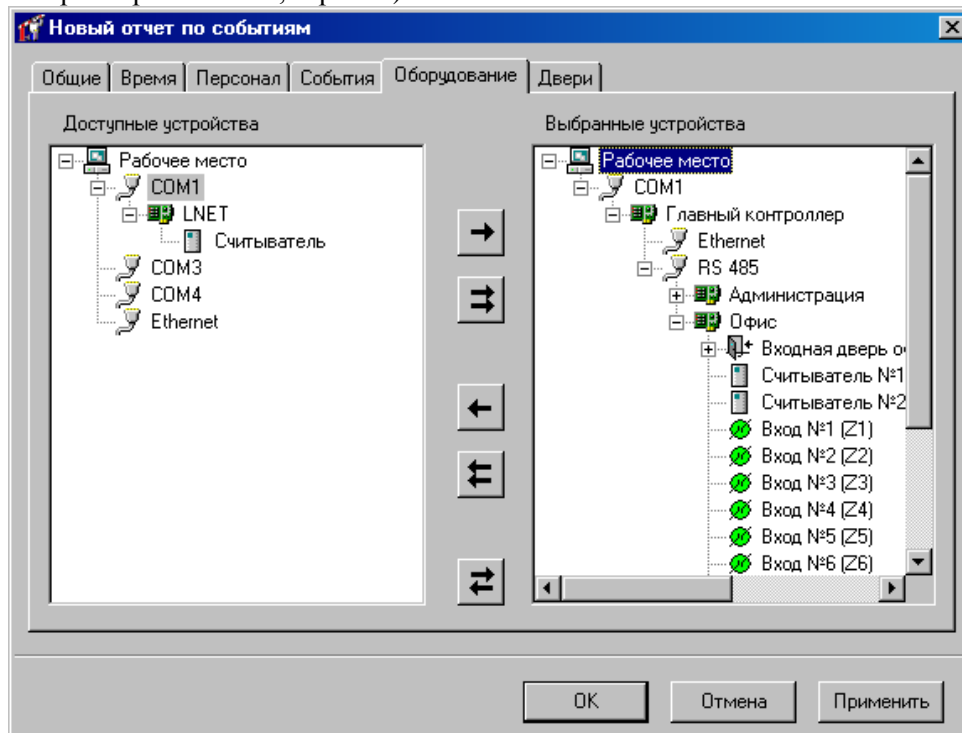 Новый отчет по событиям
Общие Время Персонал События Оборудование Двери
Доступные устройства
Рабочее место
COM1
LNET
Считыватель
COM3
COM4
Ethernet
Выбранные устройства
Рабочее место
COM1
Главный контроллер
Ethernet
RS 485
Администрация
Офис
Входная дверь о
Считыватель №1
Считыватель №2
Вход №1 (Z1)
Вход №2 (Z2)
Вход №3 (Z3)
Вход №4 (Z4)
Вход №5 (Z5)
Вход №6 (Z6)
OK Отмена Применить